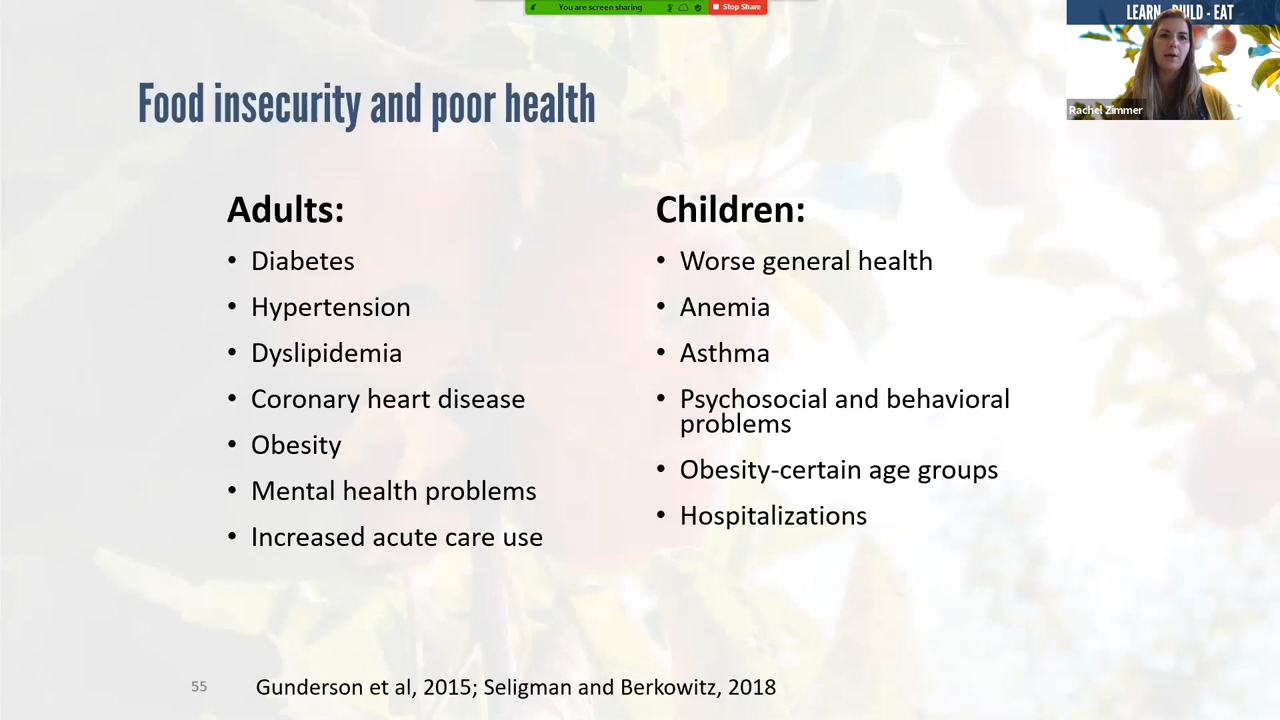 You are screen sharing
Stop Share
LEARN - BUILD - EAT
Rachel Zimmer
Food insecurity and poor health
Adults:
• Diabetes
• Hypertension
• Dyslipidemia
• Coronary heart disease
• Obesity
• Mental health problems
• Increased acute care use
Children:
• Worse general health
• Anemia
• Asthma
• Psychosocial and behavioral
problems
• Obesity-certain age groups
• Hospitalizations
55
Gunderson et al, 2015; Seligman and Berkowitz, 2018